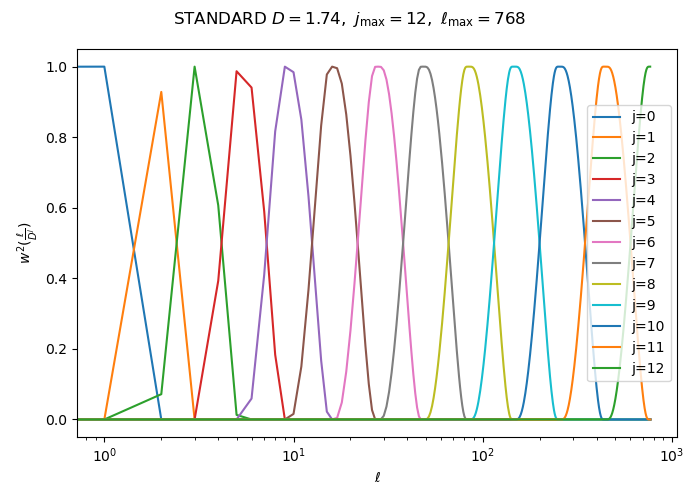 STANDARD D = 1.74, j_max = 12, ℓ_max = 768
1.0
0.8
0.6
0.4
0.2
0.0
w²(ℓ/Dʲ)
j=0
j=1
j=2
j=3
j=4
j=5
j=6
j=7
j=8
j=9
j=10
j=11
j=12
10⁰ 10¹ 10² 10³
ℓ